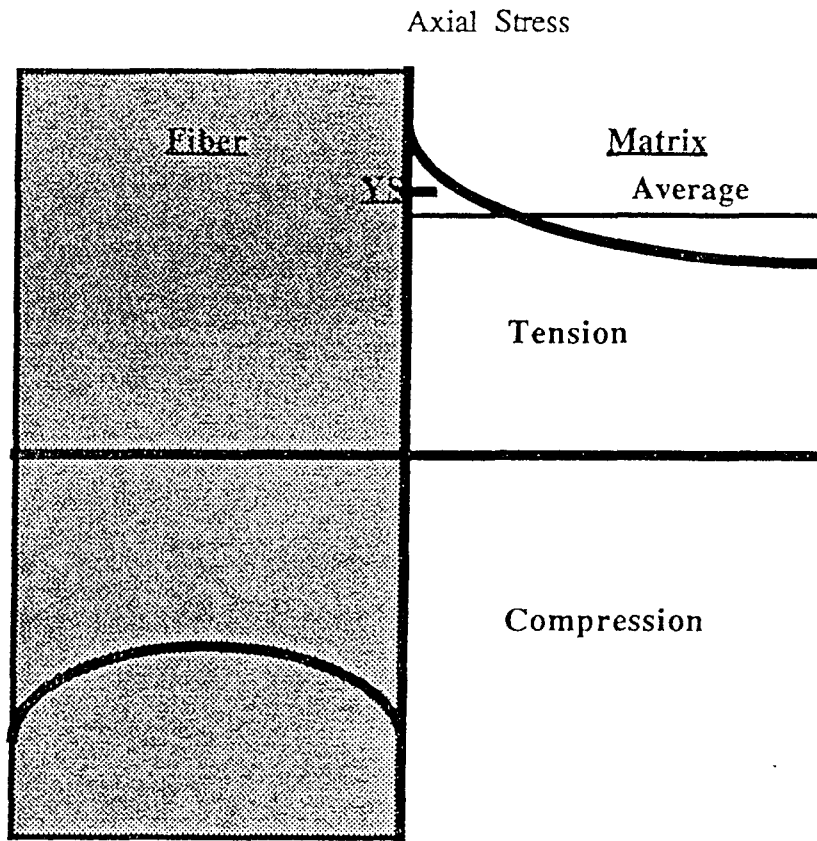 Axial Stress
Fiber
Matrix
YS
Average
Tension
Compression